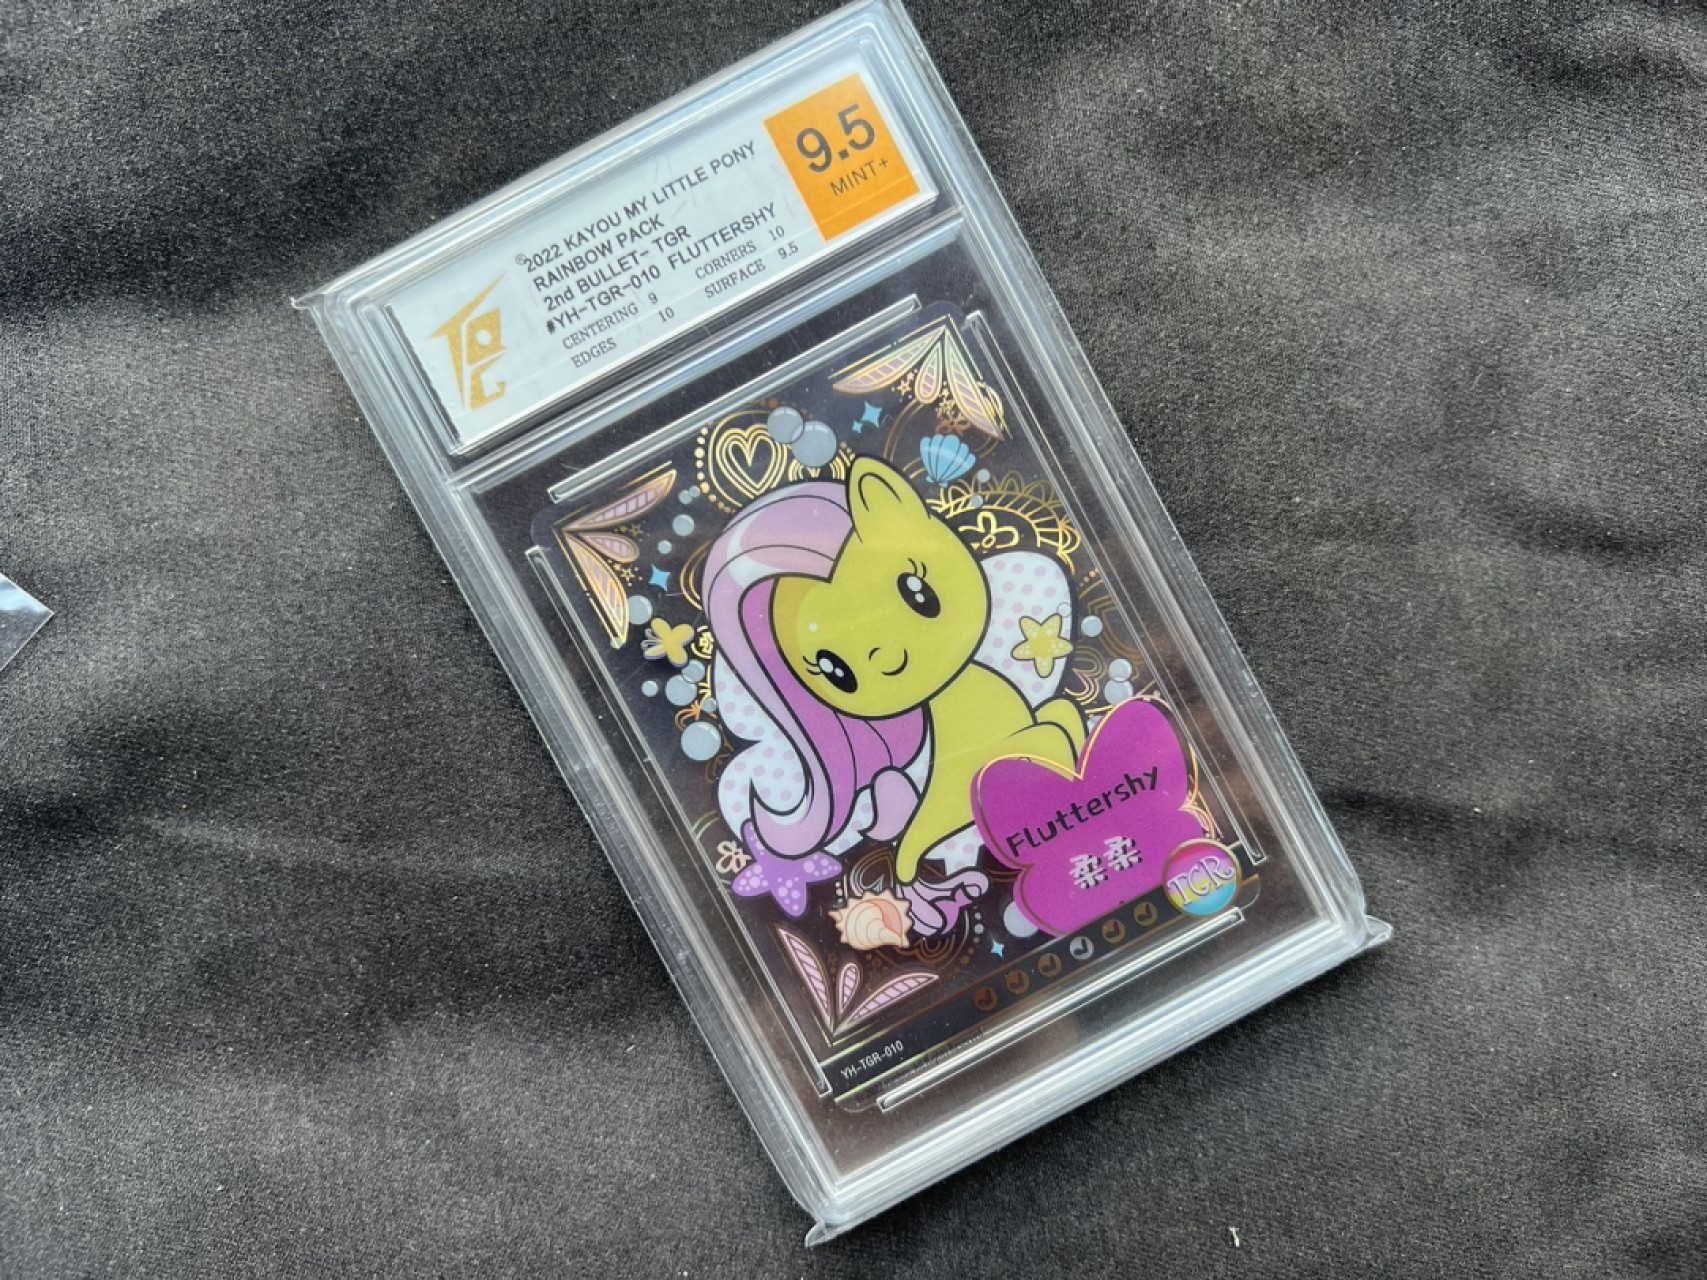 ©2022 KAYOU MY LITTLE PONY
RAINBOW PACK
2nd BULLET- TGR
#YH-TGR-010 FLUTTERSHY
CENTERING 9 CORNERS 10
EDGES 10 SURFACE 9.5
9.5
MINT+
Fluttershy
柔柔
TGR
YH-TGR-010